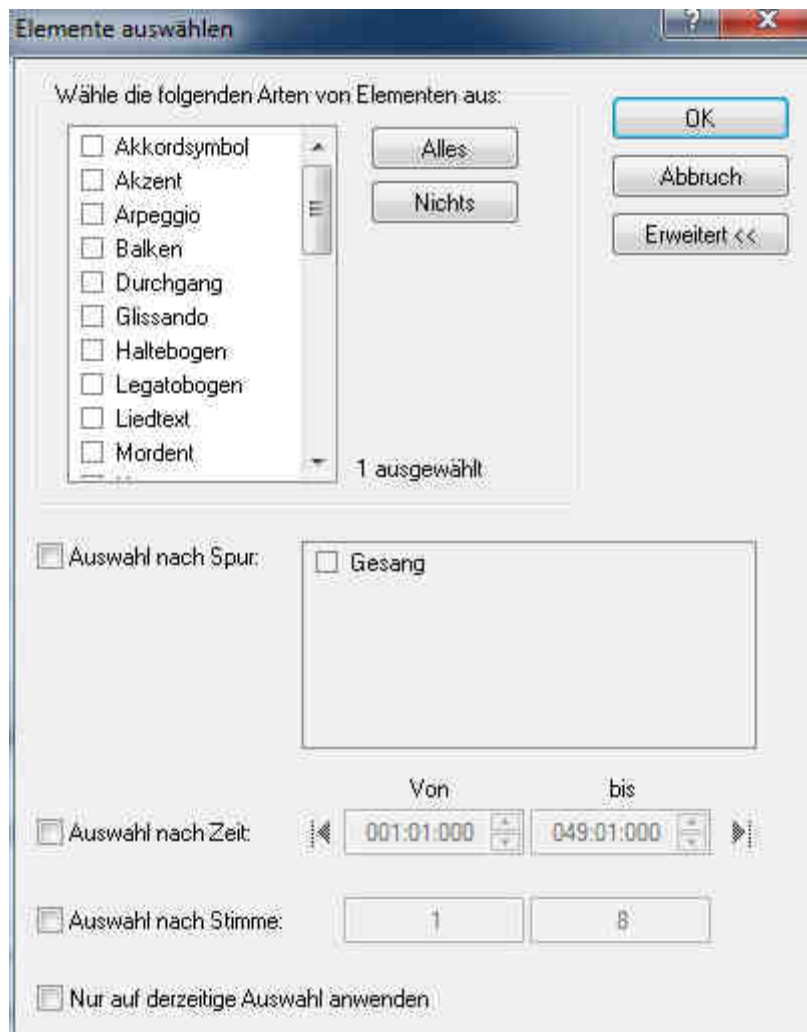 Elemente auswählen
Wähle die folgenden Arten von Elementen aus:
Akkordsymbol
Akzent
Arpeggio
Balken
Durchgang
Glissando
Haltebogen
Legatobogen
Liedtext
Mordent
Alles
Nichts
1 ausgewählt
OK
Abbruch
Erweitert <<
Auswahl nach Spur:
Gesang
Von bis
Auswahl nach Zeit: 001:01:000 049:01:000
Auswahl nach Stimme: 1 8
Nur auf derzeitige Auswahl anwenden